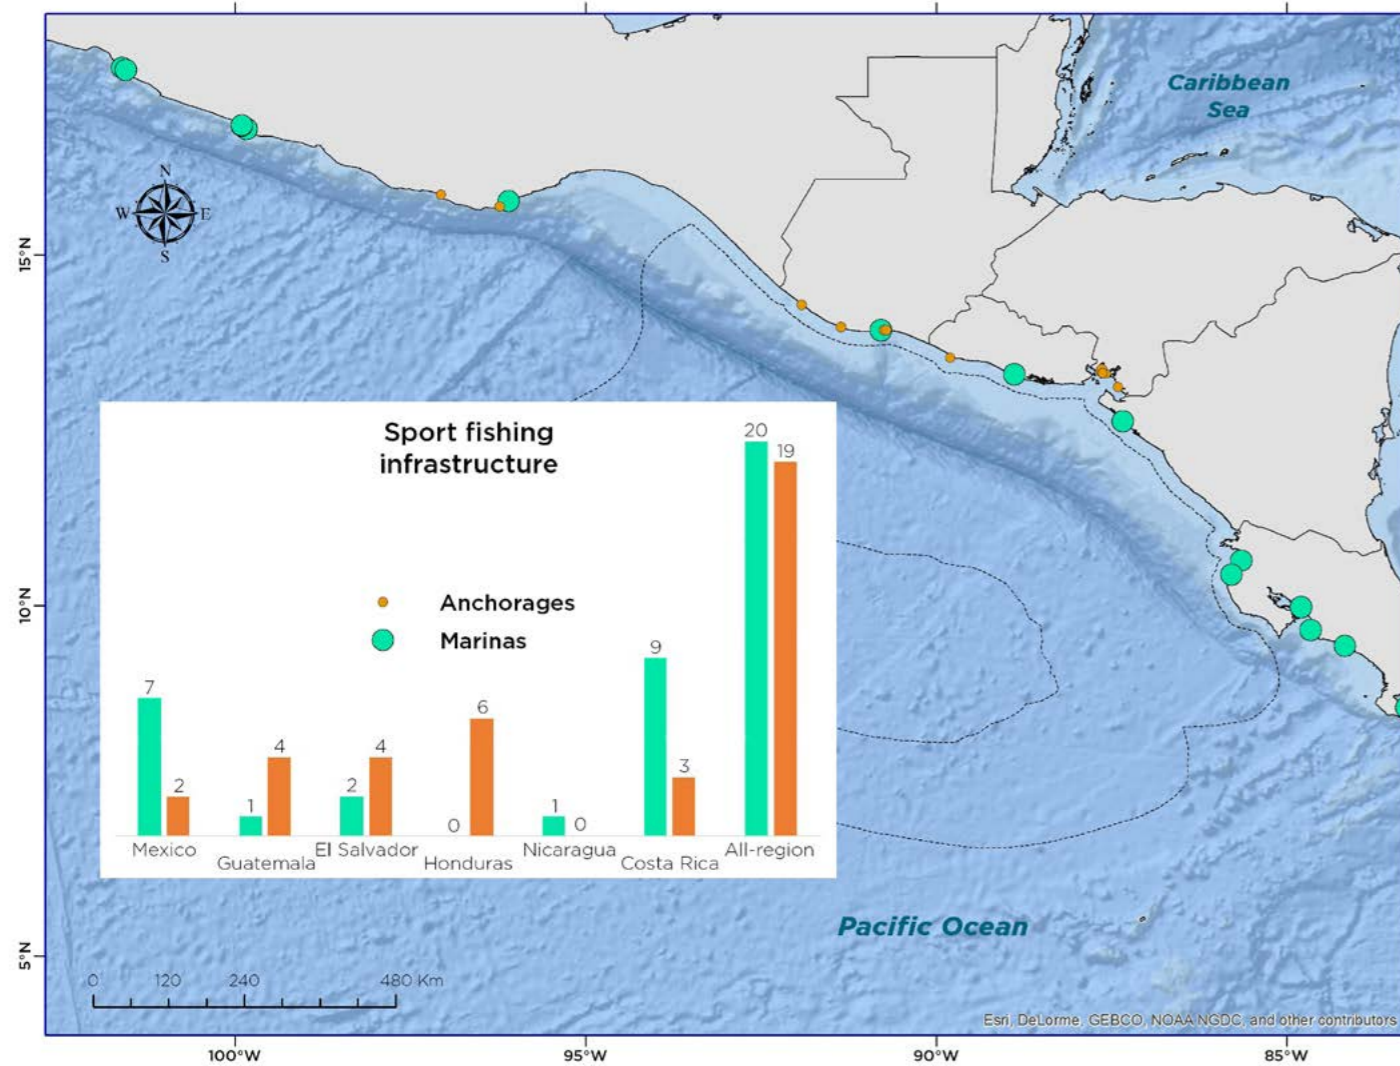 Caribbean
Sea
N
W
E
S
15°N
10°N
5°N
Sport fishing
infrastructure
Anchorages
Marinas
7
2
1
4
2
4
0
6
1
0
9
3
20
19
Mexico
Guatemala
El Salvador
Honduras
Nicaragua
Costa Rica
All-region
Pacific Ocean
0
120
240
480 Km
Esri, DeLorme, GEBCO, NOAA NGDC, and other contributors
100°W
95°W
90°W
85°W